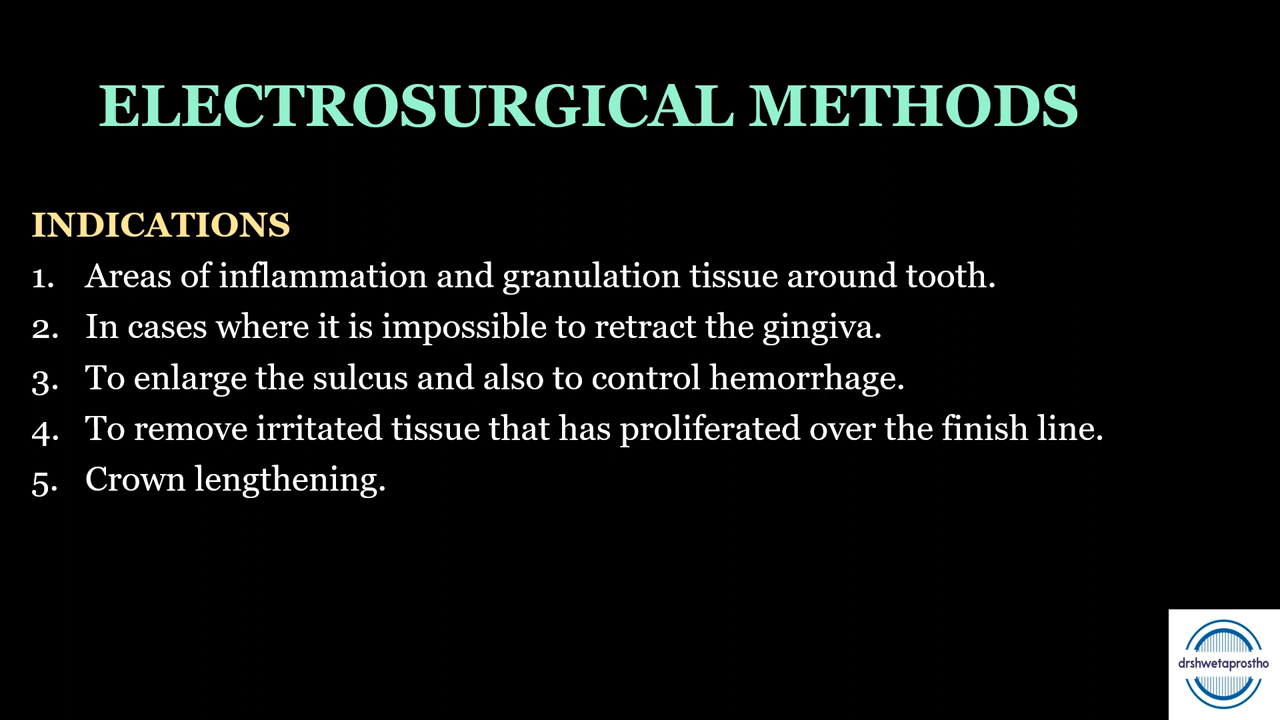 ELECTROSURGICAL METHODS
INDICATIONS
1. Areas of inflammation and granulation tissue around tooth.
2. In cases where it is impossible to retract the gingiva.
3. To enlarge the sulcus and also to control hemorrhage.
4. To remove irritated tissue that has proliferated over the finish line.
5. Crown lengthening.
drshwetaprostho